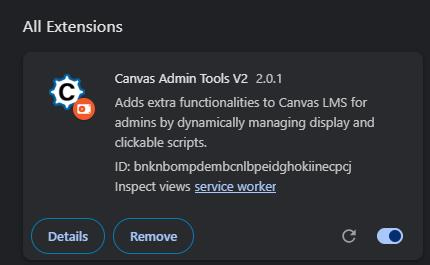 All Extensions
C
Canvas Admin Tools V2 2.0.1
Adds extra functionalities to Canvas LMS for
admins by dynamically managing display and
clickable scripts.
ID: bnknbompdembcnlbpeidghokiinecpcj
Inspect views service worker
Details Remove